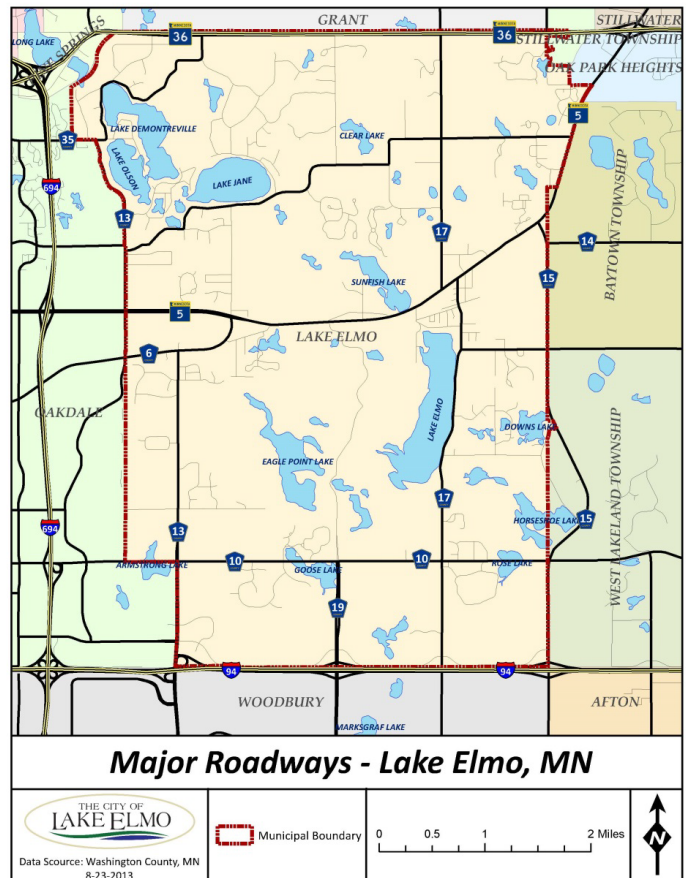 GRANT
STILLWATER
36
36
STILLWATER TOWNSHIP
LONG LAKE
SPRINGS
OAK PARK HEIGHTS
5
LAKE DEMONTREVILLE
CLEAR LAKE
35
LAKE OLSON
694
LAKE JANE
BAYTOWN TOWNSHIP
13
17
14
15
SUNFISH LAKE
MINNESOTA
5
LAKE ELMO
6
OAKDALE
LAKE ELMO
DOWNS LAKE
EAGLE POINT LAKE
WEST LAKELAND TOWNSHIP
17
HORSESHOE LAKE
15
694
13
ARMSTRONG LAKE
10
GOOSE LAKE
10
ROSE LAKE
19
94
94
WOODBURY
AFTON
MARKSGRAF LAKE
Major Roadways - Lake Elmo, MN
THE CITY OF
LAKE ELMO
Data Scource: Washington County, MN
8-23-2013
Municipal Boundary
0 0.5 1 2 Miles
N